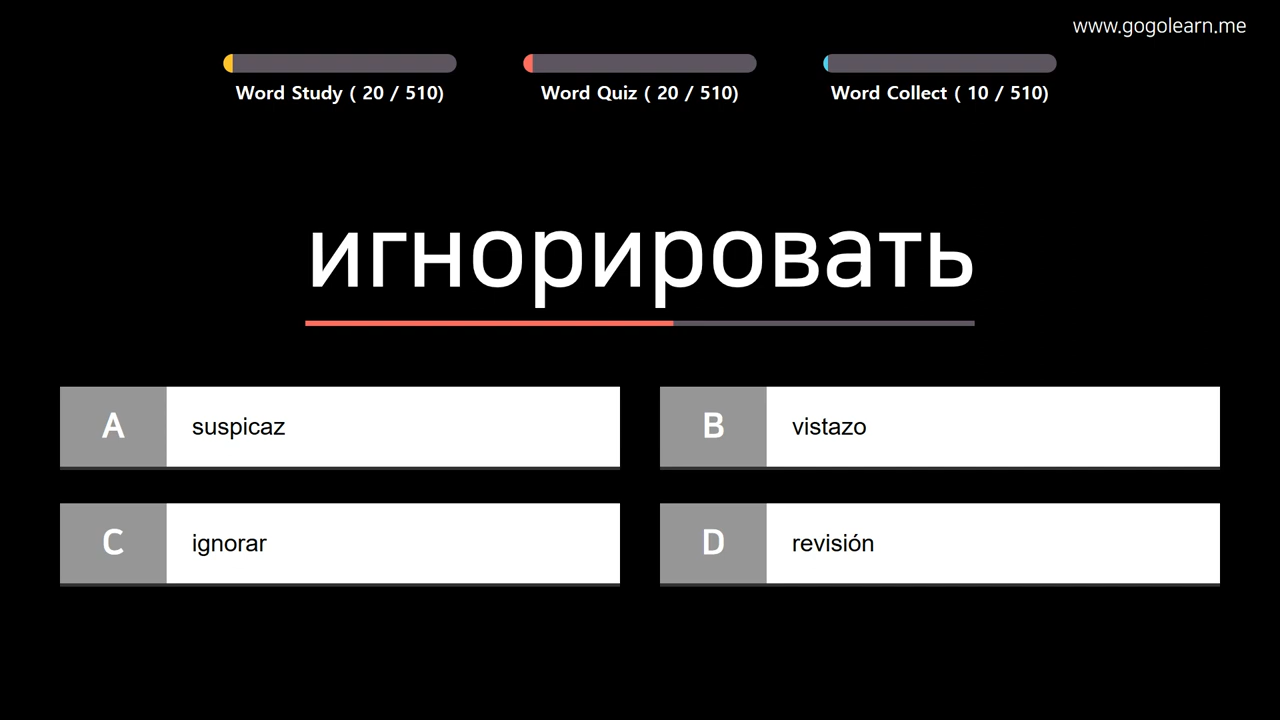 www.gogolearn.me
Word Study ( 20 / 510)
Word Quiz ( 20 / 510)
Word Collect ( 10 / 510)
игнорировать
A suspicaz
B vistazo
C ignorar
D revisión